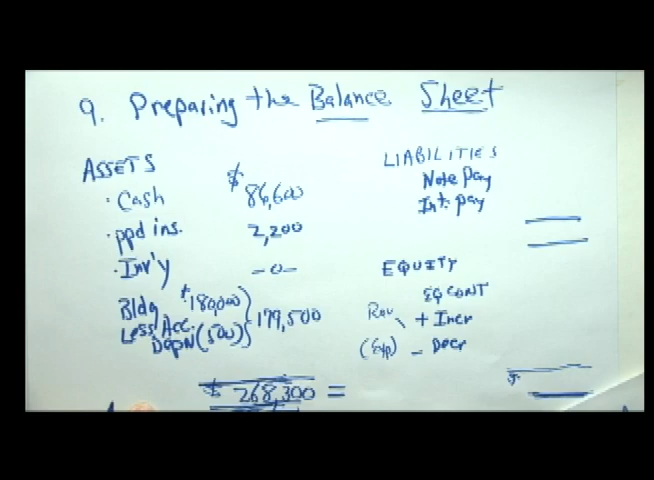 9. Preparing the Balance Sheet
ASSETS
· Cash $ 86,600
· ppd ins. 2,200
· Inv'y -0-
Bldg $180,000
Less Acc.
Depn (500) 179,500
$ 268,300 =
LIABILITIES
Note Pay
Int. pay
EQUITY
EQ CONT
Rev + Incr
(Exp) - Decr
$